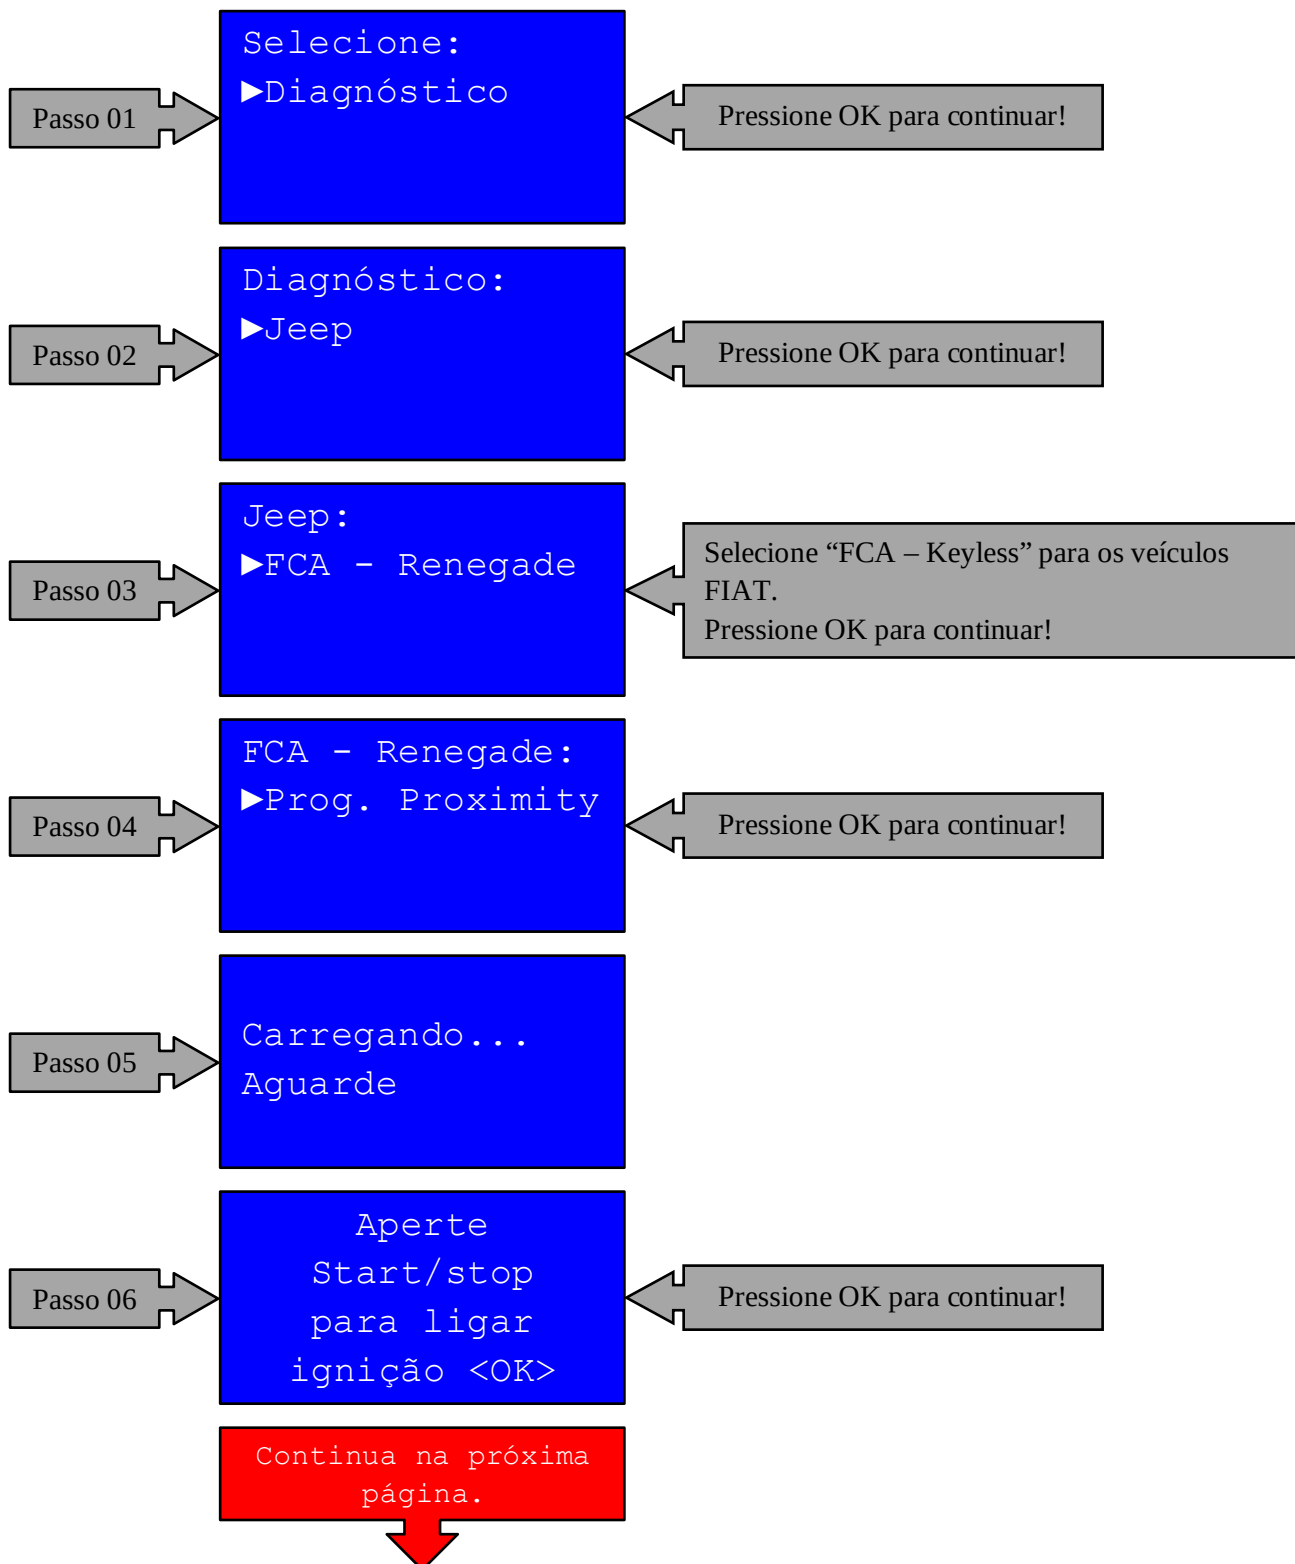 Selecione:
►Diagnóstico
Passo 01
Pressione OK para continuar!
Diagnóstico:
►Jeep
Passo 02
Pressione OK para continuar!
Jeep:
►FCA - Renegade
Passo 03
Selecione “FCA – Keyless” para os veículos
FIAT.
Pressione OK para continuar!
FCA - Renegade:
►Prog. Proximity
Passo 04
Pressione OK para continuar!
Carregando...
Aguarde
Passo 05
Aperte
Start/stop
para ligar
ignição <OK>
Passo 06
Pressione OK para continuar!
Continua na próxima
página.